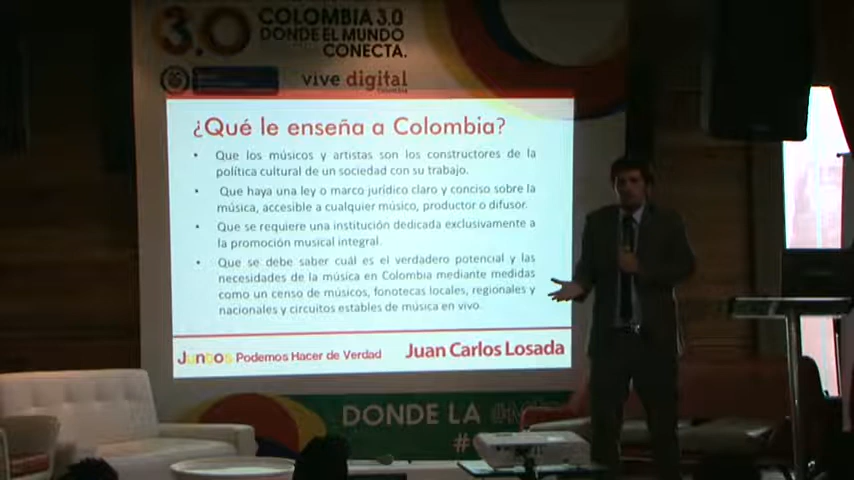 3.0
COLOMBIA 3.0
DONDE EL MUNDO
CONECTA.
vive digital
Colombia
¿Qué le enseña a Colombia?
• Que los músicos y artistas son los constructores de la
política cultural de un sociedad con su trabajo.
• Que haya una ley o marco jurídico claro y conciso sobre la
música, accesible a cualquier músico, productor o difusor.
• Que se requiere una institución dedicada exclusivamente a
la promoción musical integral.
• Que se debe saber cuál es el verdadero potencial y las
necesidades de la música en Colombia mediante medidas
como un censo de músicos, fonotecas locales, regionales y
nacionales y circuitos estables de música en vivo.
Juntos Podemos Hacer de Verdad
Juan Carlos Losada
DONDE LA